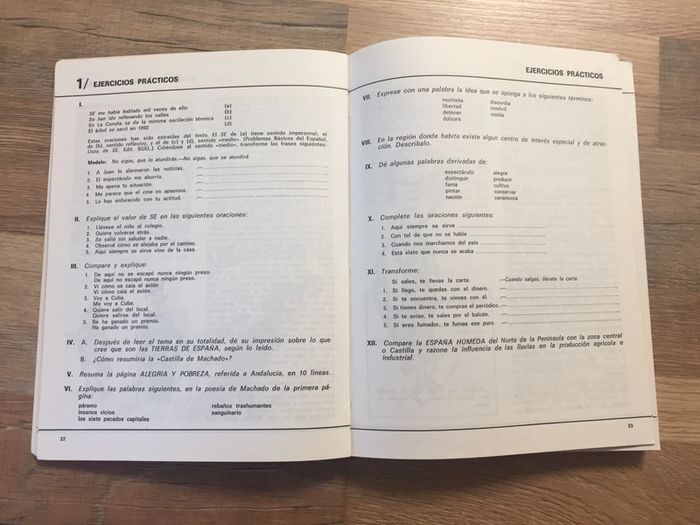 1/ EJERCICIOS PRÁCTICOS
I.
SE me había hablado mil veces de ello (a)
Se han ido rellenando los valles (b)
En La Coruña se da la mínima oscilación térmica (c)
El árbol se secó en 1892 (d)
Estas oraciones han sido extraídas del texto. El SE de (a) tiene sentido impersonal; el
de (b), sentido reflexivo, y el de (c) y (d), sentido «medio». (Problemas Básicos del Español,
Usos de SE, Edit. SGEL.) Ciñéndose al sentido «medio», transforme las frases siguientes:
Modelo: No sigas, que lo aturdirás.—No sigas, que se aturdirá.
1. A Juan lo alarmaron las noticias.
2. El espectáculo me aburría.
3. Me apena tu situación.
4. Me parece que el cine os apasiona.
5. Lo has enfurecido con tu actitud.
II. Explique el valor de SE en las siguientes oraciones:
1. Llévese el niño al colegio.
2. Quiere volverse atrás.
3. Se salió sin saludar a nadie.
4. Observé cómo se alejaba por el camino.
5. Aquí siempre se sirve vino de la casa.
III. Compare y explique:
1. De aquí no se escapó nunca ningún preso.
De aquí no escapó nunca ningún preso.
2. Vi cómo se caía el avión
Vi cómo caía el avión.
3. Voy a Cuba.
Me voy a Cuba.
4. Quiere salir del local.
Quiere salirse del local.
5. Se ha ganado un premio.
Ha ganado un premio.
IV. A. Después de leer el tema en su totalidad, dé su impresión sobre lo
que cree que son las TIERRAS DE ESPAÑA, según lo leído.
B. ¿Cómo resumiría la «Castilla de Machado»?
V. Resuma la página ALEGRIA Y POBREZA, referida a Andalucía, en 10 líneas.
VI. Explique las palabras siguientes, en la poesía de Machado de la primera pá-
gina:
páramo rebaños trashumantes
insanos vicios sanguinario
los siete pecados capitales
22
EJERCICIOS PRÁCTICOS
VII. Exprese con una palabra la idea que se oponga a los siguientes términos:
montaña discordia
libertad inmóvil
detener niebla
dulzura
VIII. En la región donde habita existe algún centro de interés especial y de atrac-
ción. Descríbalo.
IX. Dé algunas palabras derivadas de:
espectáculo alegre
distinguir producir
fama cultivo
pintar conservar
nación ceremonia
X. Complete las oraciones siguientes:
1. Aquí siempre se sirve
2. Con tal de que no se hable
3. Cuando nos marchamos del país
4. Está visto que nunca se acaba
XI. Transforme:
Si sales, te llevas la carta. —Cuando salgas, llévate la carta.
1. Si llego, te quedas con el dinero.
2. Si te encuentra, te vienes con él.
3. Si tienes dinero, te compras el periódico.
4. Si te aviso, te sales por el balcón.
5. Si eres fumador, te fumas ese puro.
XII. Compare la ESPAÑA HÚMEDA del Norte de la Península con la zona central
o Castilla y razone la influencia de las lluvias en la producción agrícola e
industrial.
23